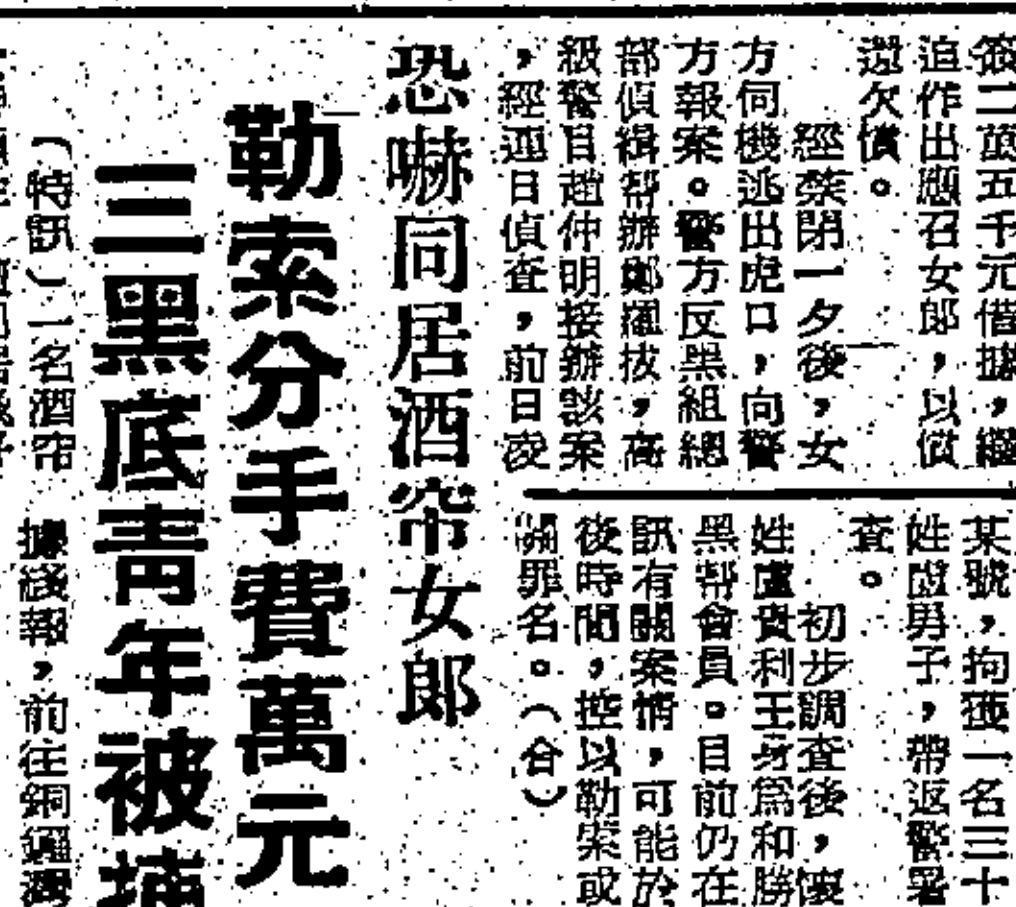 簽二萬五千元借據，繼
追作出應召女郎，以償
還欠債。
經禁閉一夕後，女
方伺機逃出虎口，向警
方報案。警方反黑組總
部偵緝幫辦鄭蘊拔，高
級警目趙仲明接辦該案
，經連日偵查，前日凌
某號，拘獲一名三十
姓盧男子，帶返警署
查。
初步調查後，懷
姓盧貴利王身爲和勝
黑幫會員。目前仍在
訊有關案情，可能於
後時間，控以勒索或
關罪名。（合）
恐嚇同居酒帘女郎
勒索分手費萬元
三黑底青年被捕
（特訊）一名酒帘
據綫報，前往銅鑼灣